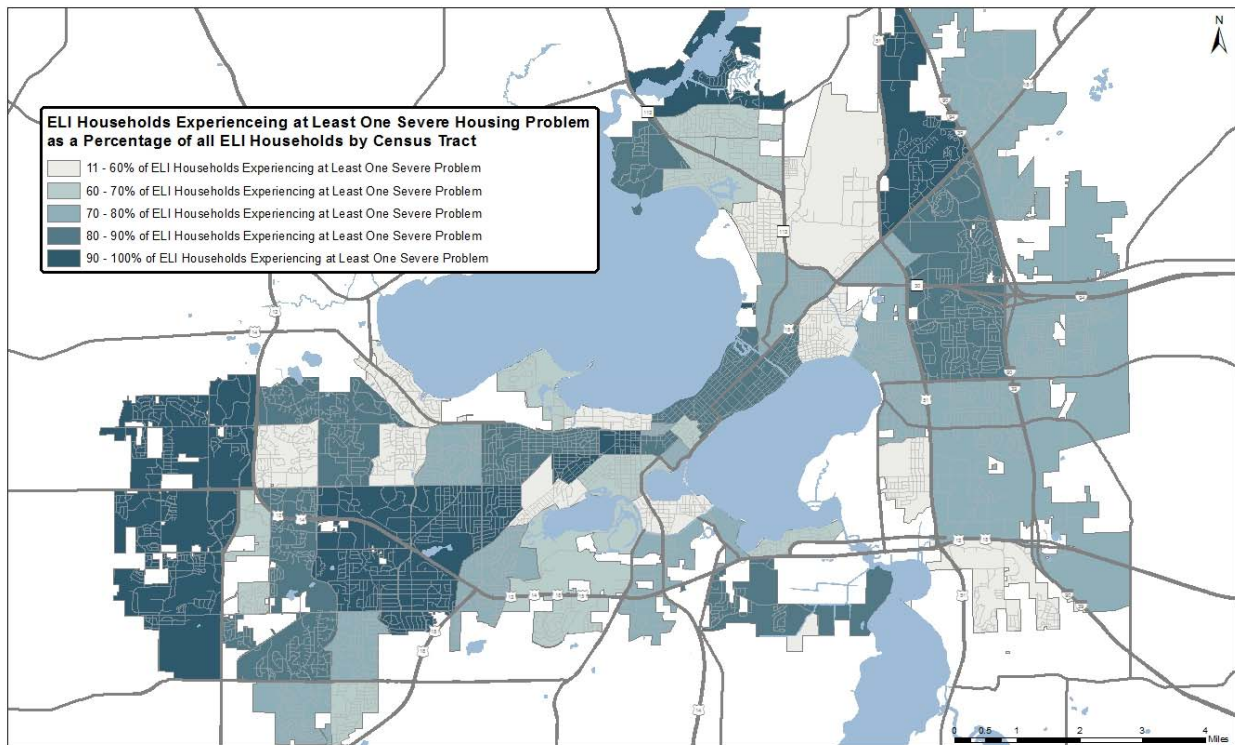 N
ELI Households Experienceing at Least One Severe Housing Problem
as a Percentage of all ELI Households by Census Tract
11 - 60% of ELI Households Experiencing at Least One Severe Problem
60 - 70% of ELI Households Experiencing at Least One Severe Problem
70 - 80% of ELI Households Experiencing at Least One Severe Problem
80 - 90% of ELI Households Experiencing at Least One Severe Problem
90 - 100% of ELI Households Experiencing at Least One Severe Problem
0 0.5 1 2 3 4
Miles